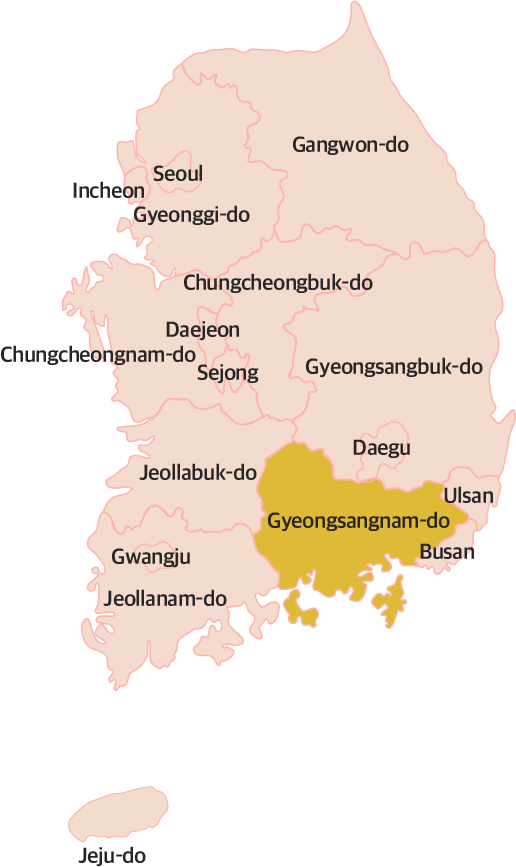 Gangwon-do
Seoul
Incheon
Gyeonggi-do
Chungcheongbuk-do
Daejeon
Chungcheongnam-do
Sejong
Gyeongsangbuk-do
Daegu
Jeollabuk-do
Ulsan
Gyeongsangnam-do
Busan
Gwangju
Jeollanam-do
Jeju-do